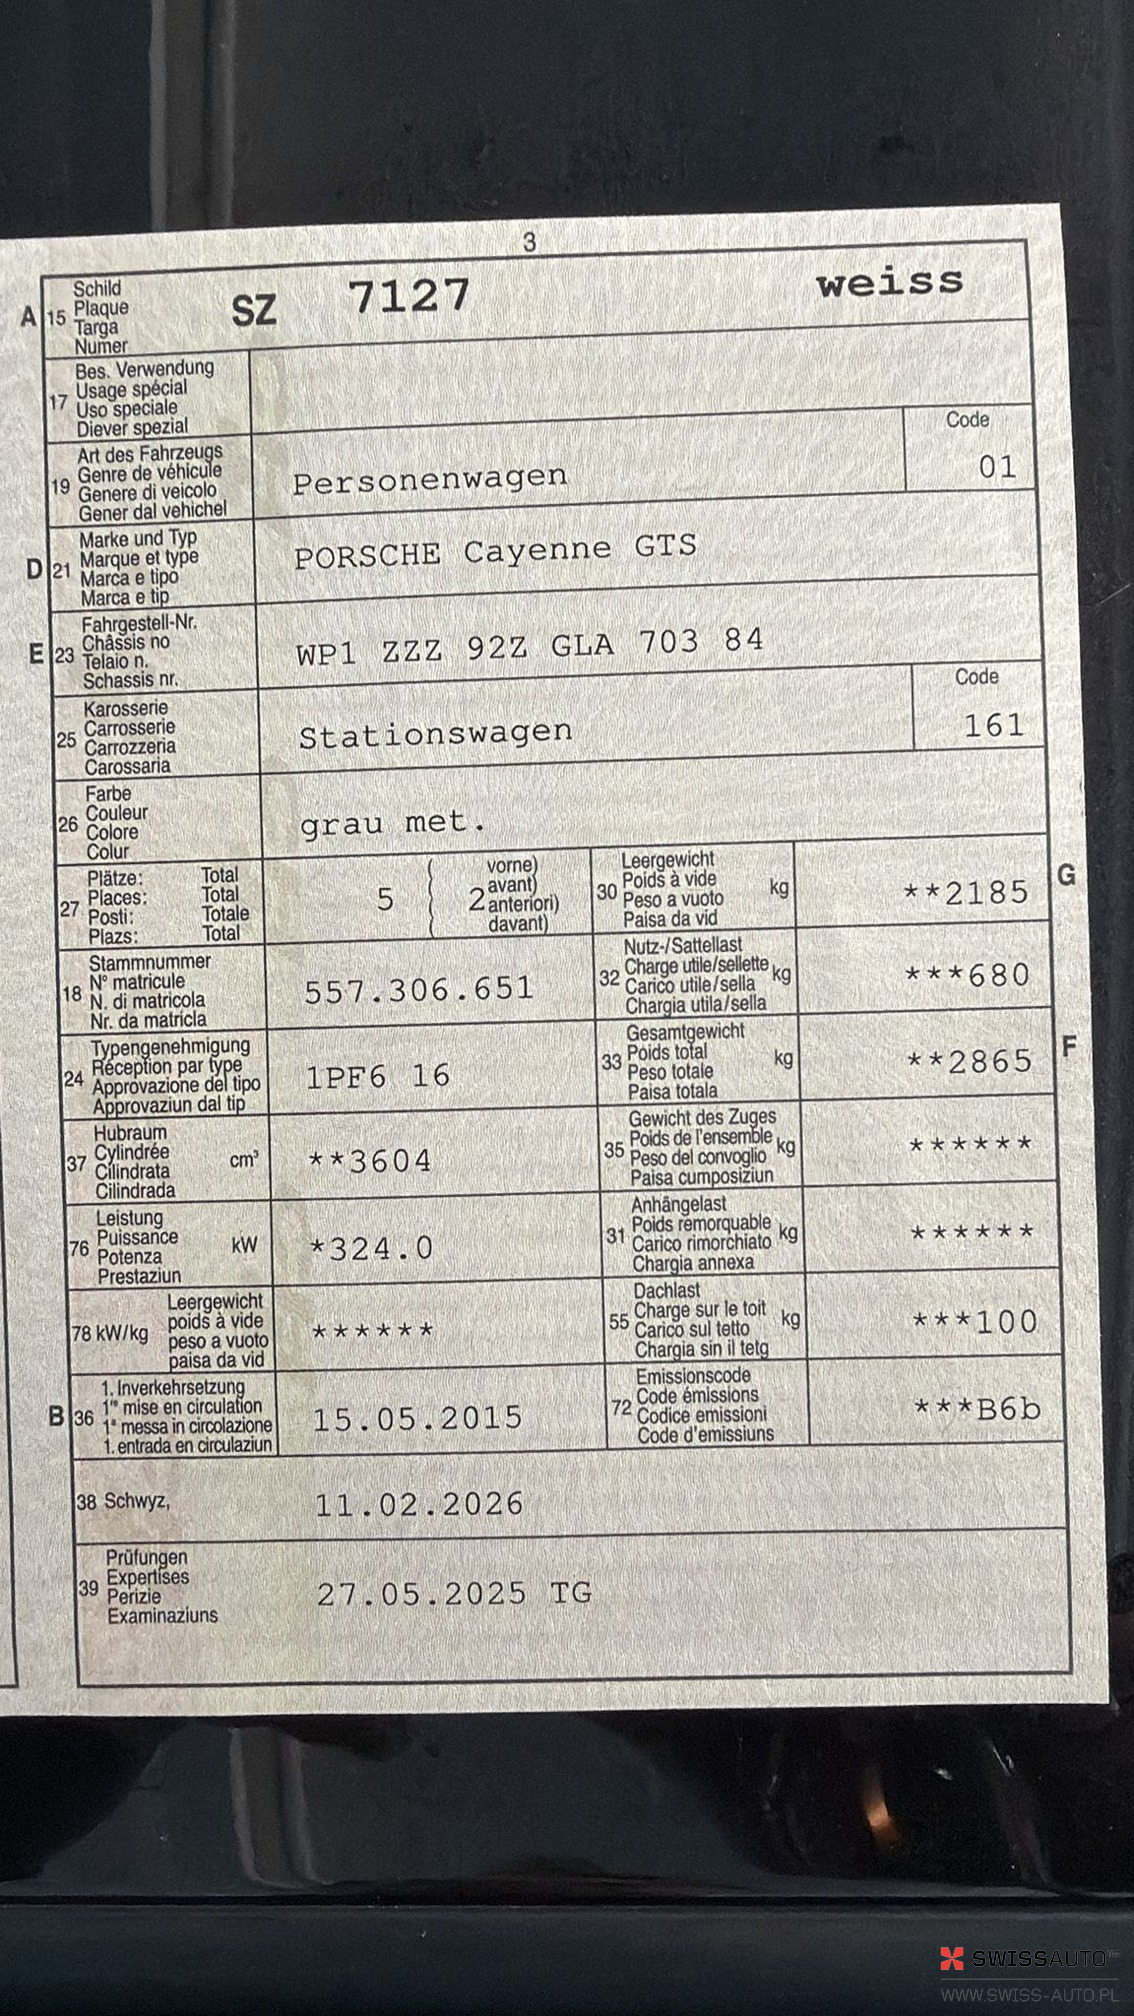 3
A 15 Schild Plaque Targa Numer SZ 7127 weiss
17 Bes. Verwendung
Usage spécial
Uso speciale
Diever spezial
19 Art des Fahrzeugs
Genre de véhicule
Genere di veicolo
Gener dal vehichel
Personenwagen
Code
01
D 21 Marke und Typ
Marque et type
Marca e tipo
Marca e tip
PORSCHE Cayenne GTS
E 23 Fahrgestell-Nr.
Châssis no
Telaio n.
Schassis nr.
WP1 ZZZ 92Z GLA 703 84
25 Karosserie
Carrosserie
Carrozzeria
Carossaria
Stationswagen
Code
161
26 Farbe
Couleur
Colore
Colur
grau met.
27 Plätze: Total
Places: Total
Posti: Totale
Plazs: Total
5 ( 2 vorne)
avant)
anteriori)
davant)
30 Leergewicht
Poids à vide
Peso a vuoto
Paisa da vid
kg **2185 G
18 Stammnummer
N° matricule
N. di matricola
Nr. da matricla
557.306.651
32 Nutz-/Sattellast
Charge utile/sellette
Carico utile/sella
Chargia utila/sella
kg ***680
24 Typengenehmigung
Réception par type
Approvazione del tipo
Approvaziun dal tip
1PF6 16
33 Gesamtgewicht
Poids total
Peso totale
Paisa totala
kg **2865 F
37 Hubraum
Cylindrée
Cilindrata
Cilindrada
cm³ **3604
35 Gewicht des Zuges
Poids de l'ensemble
Peso del convoglio
Paisa cumposiziun
kg ******
76 Leistung
Puissance
Potenza
Prestaziun
kW *324.0
31 Anhängelast
Poids remorquable
Carico rimorchiato
Chargia annexa
kg ******
78 kW/kg Leergewicht
poids à vide
peso a vuoto
paisa da vid
******
55 Dachlast
Charge sur le toit
Carico sul tetto
Chargia sin il tetg
kg ***100
B 36 1. Inverkehrsetzung
1re mise en circulation
1a messa in circolazione
1. entrada en circulaziun
15.05.2015
72 Emissionscode
Code émissions
Codice emissioni
Code d'emissiuns
***B6b
38 Schwyz, 11.02.2026
39 Prüfungen
Expertises
Perizie
Examinaziuns
27.05.2025 TG
SWISSAUTO™
WWW.SWISS-AUTO.PL